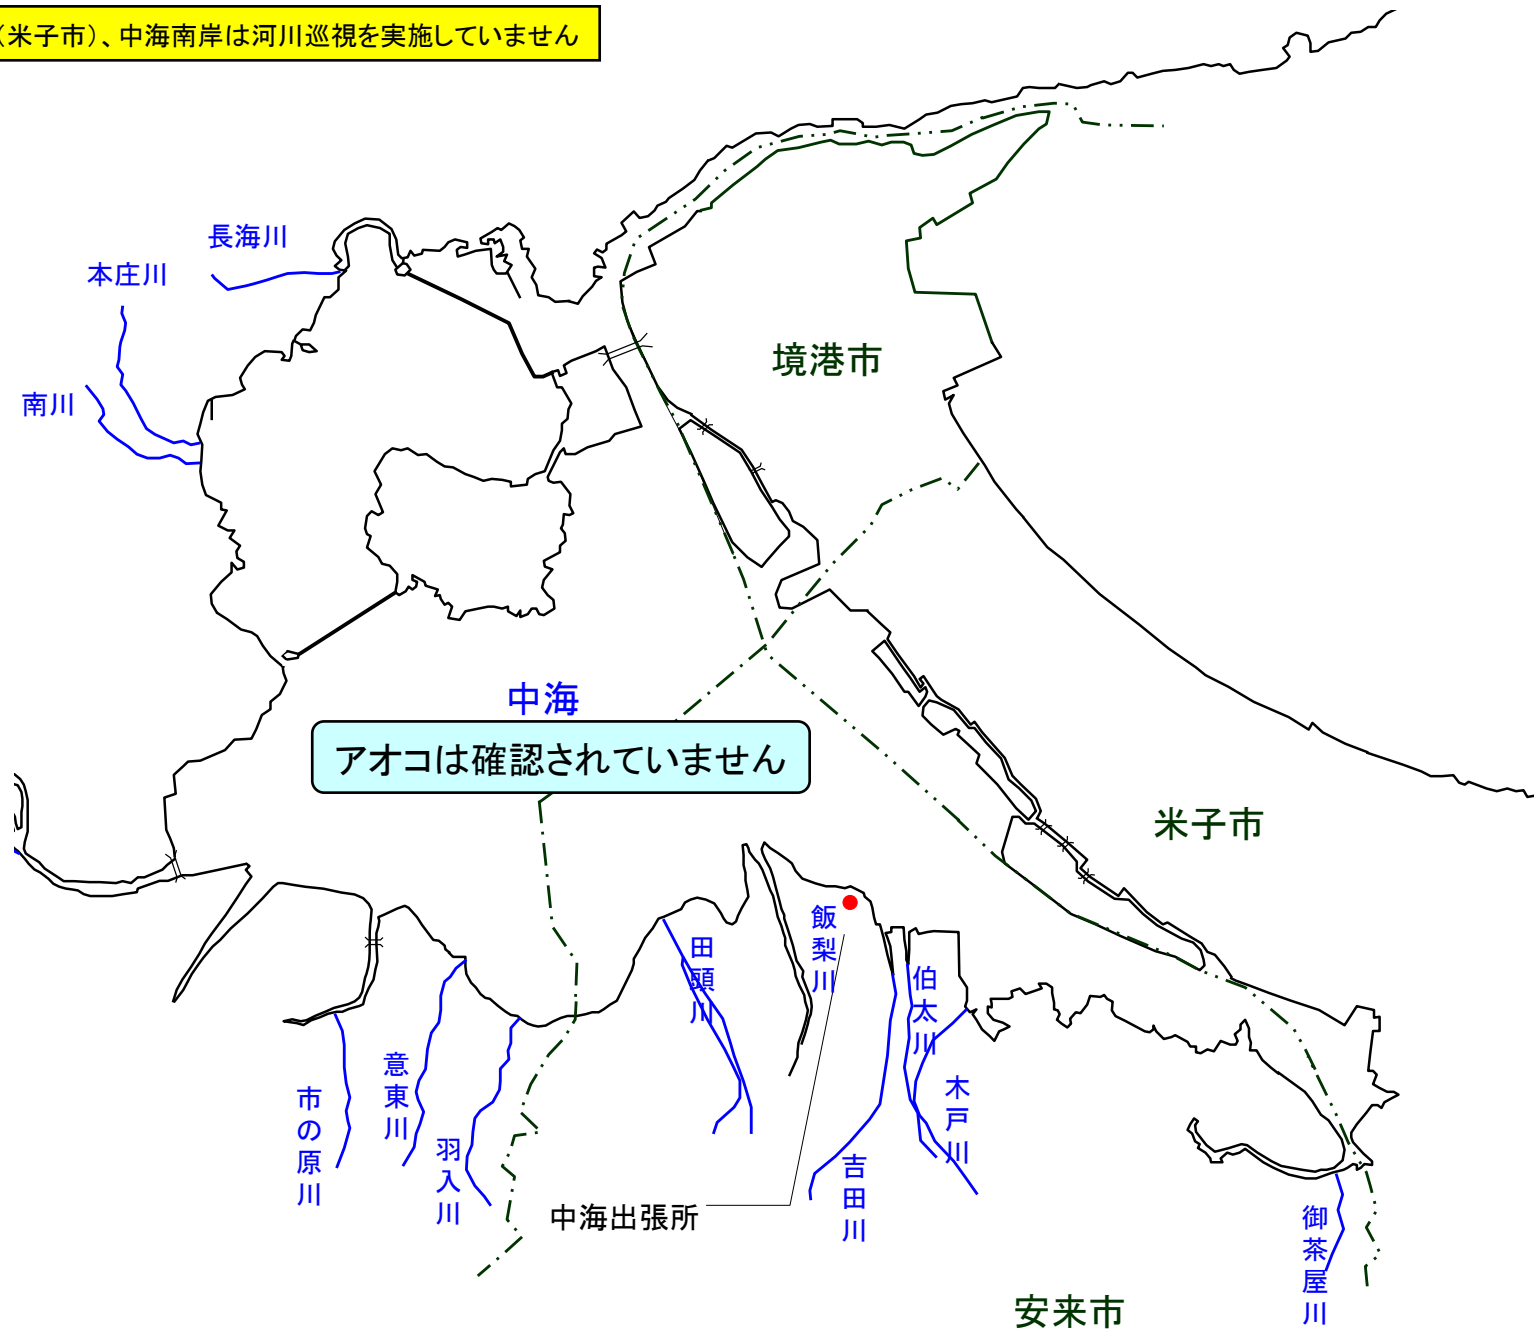 （米子市）、中海南岸は河川巡視を実施していません
長海川
本庄川
南川
境港市
中海
アオコは確認されていません
米子市
飯梨川
田頭川
伯太川
意東川
木戸川
市の原川
羽入川
吉田川
中海出張所
御茶屋川
安来市